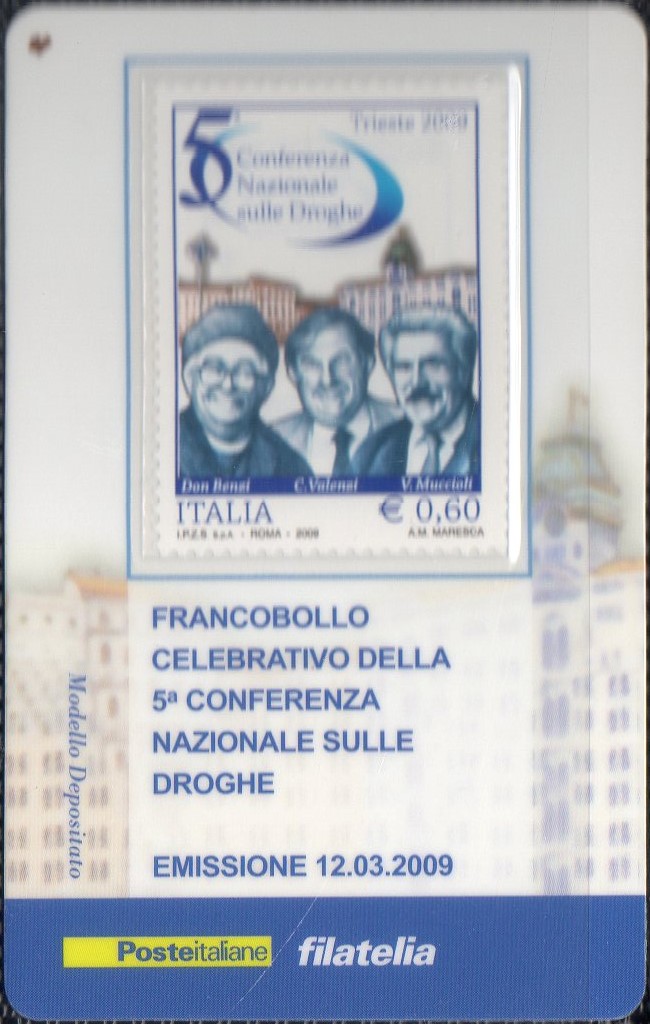 5ª
Trieste 2009
Conferenza
Nazionale
sulle Droghe
Don Benzi C. Valenzi V. Muccioli
ITALIA € 0,60
I.P.Z.S. s.p.A. - ROMA - 2009 A.M. MARESCA
FRANCOBOLLO
CELEBRATIVO DELLA
5ª CONFERENZA
NAZIONALE SULLE
DROGHE
EMISSIONE 12.03.2009
Modello Depositato
Posteitaliane filatelia